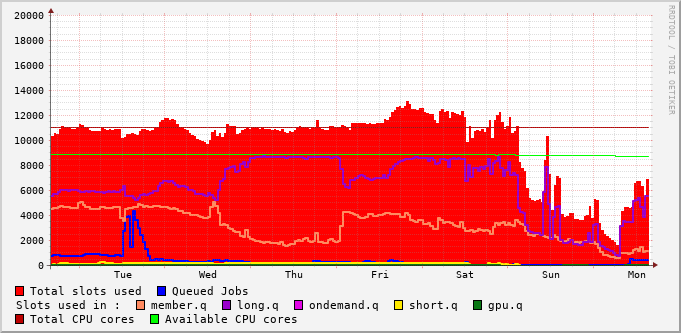 RRDTOOL / TOBI OETIKER
20000
18000
16000
14000
12000
10000
8000
6000
4000
2000
0
Tue Wed Thu Fri Sat Sun Mon
Total slots used Queued Jobs
Slots used in : member.q long.q ondemand.q short.q gpu.q
Total CPU cores Available CPU cores